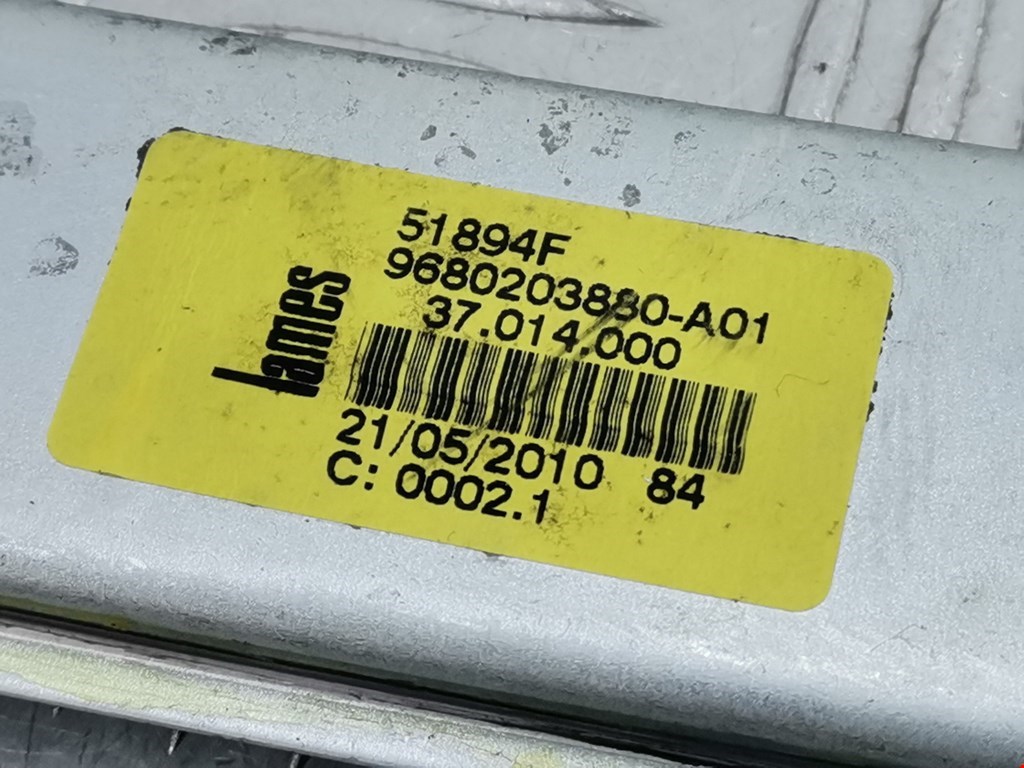 51894F
9680203880-A01
37.014.000
lames
21/05/2010 84
C: 0002.1